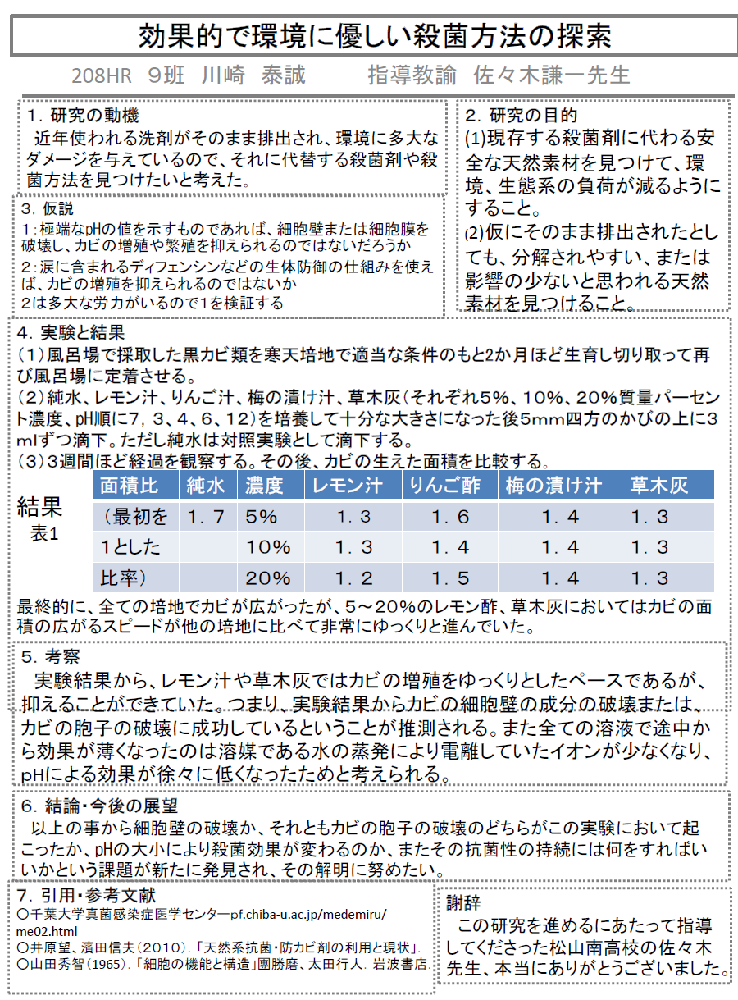 効果的で環境に優しい殺菌方法の探索
208HR　９班　川崎　泰誠　　　指導教諭　佐々木謙一先生
１．研究の動機
近年使われる洗剤がそのまま排出され、環境に多大な
ダメージを与えているので、それに代替する殺菌剤や殺
菌方法を見つけたいと考えた。
２．研究の目的
(1)現存する殺菌剤に代わる安
全な天然素材を見つけて、環
境、生態系の負荷が減るように
すること。
(2)仮にそのまま排出されたとし
ても、分解されやすい、または
影響の少ないと思われる天然
素材を見つけること。
３．仮説
１：極端なpHの値を示すものであれば、細胞壁または細胞膜を
破壊し、カビの増殖や繁殖を抑えられるのではないだろうか
２：涙に含まれるディフェンシンなどの生体防御の仕組みを使え
ば、カビの増殖を抑えられるのではないか
２は多大な労力がいるので１を検証する
４．実験と結果
（１）風呂場で採取した黒カビ類を寒天培地で適当な条件のもと2か月ほど生育し切り取って再
び風呂場に定着させる。
（２）純水、レモン汁、りんご汁、梅の漬け汁、草木灰（それぞれ５％、１０％、２０％質量パーセン
ト濃度、pH順に７，３、４、６、１２）を培養して十分な大きさになった後５ｍｍ四方のかびの上に３
ｍｌずつ滴下。ただし純水は対照実験として滴下する。
（３）３週間ほど経過を観察する。その後、カビの生えた面積を比較する。
結果
表1
面積比　純水　濃度　レモン汁　りんご酢　梅の漬け汁　草木灰
（最初を　１．７　５％　１．３　１．６　１．４　１．３
１とした　１０％　１．３　１．４　１．４　１．３
比率）　２０％　１．２　１．５　１．４　１．３
最終的に、全ての培地でカビが広がったが、５～２０％のレモン酢、草木灰においてはカビの面
積の広がるスピードが他の培地に比べて非常にゆっくりと進んでいた。
５．考察
実験結果から、レモン汁や草木灰ではカビの増殖をゆっくりとしたペースであるが、
抑えることができていた。つまり、実験結果からカビの細胞壁の成分の破壊または、
カビの胞子の破壊に成功しているということが推測される。また全ての溶液で途中か
ら効果が薄くなったのは溶媒である水の蒸発により電離していたイオンが少なくなり、
pHによる効果が徐々に低くなったためと考えられる。
６．結論・今後の展望
以上の事から細胞壁の破壊か、それともカビの胞子の破壊のどちらがこの実験において起
こったか、pHの大小により殺菌効果が変わるのか、またその抗菌性の持続には何をすればい
いかという課題が新たに発見され、その解明に努めたい。
７．引用・参考文献
〇千葉大学真菌感染症医学センターpf.chiba-u.ac.jp/medemiru/
me02.html
〇井原望、濱田信夫（２０１０）．「天然系抗菌・防カビ剤の利用と現状」．
〇山田秀智（1965）．「細胞の機能と構造」團勝磨、太田行人．岩波書店．
謝辞
この研究を進めるにあたって指導
してくださった松山南高校の佐々木
先生、本当にありがとうございました。